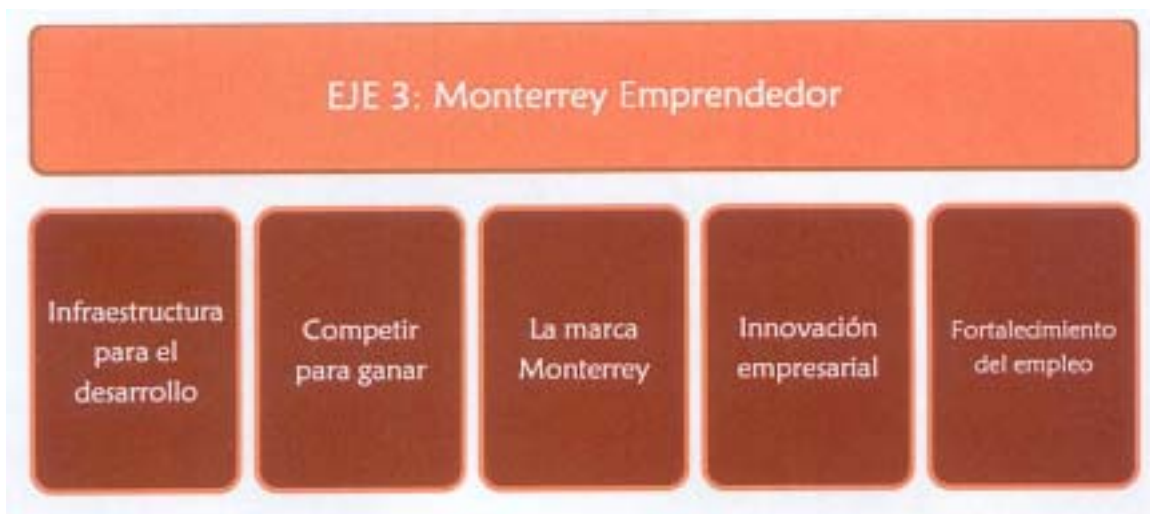 EJE 3: Monterrey Emprendedor
Infraestructura
para el
desarrollo
Competir
para ganar
La marca
Monterrey
Innovación
empresarial
Fortalecimiento
del empleo